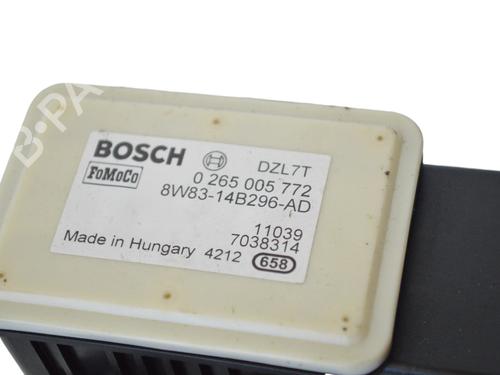 B-PA
BOSCH DZL7T
FoMoCo 0 265 005 772
8W83-14B296-AD
11039
7038314
Made in Hungary 4212 658